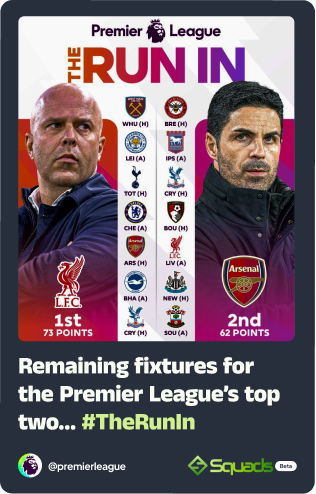 Premier League
THE RUN IN
WHU (H) BRE (H)
LEI (A) IPS (A)
TOT (H) CRY (H)
CHE (A) BOU (H)
ARS (H) LIV (A)
BHA (A) NEW (H)
CRY (H) SOU (A)
L.F.C. Arsenal
1st 2nd
73 POINTS 62 POINTS
Remaining fixtures for
the Premier League's top
two... #TheRunIn
@premierleague Squads Beta